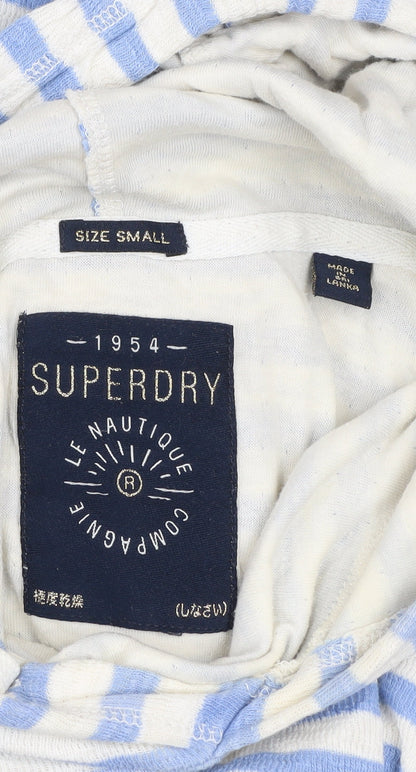 SIZE SMALL
MADE
IN
SRI
LANKA
— 1954 —
SUPERDRY
LE NAUTIQUE
®
COMPAGNIE
極度乾燥
(しなさい)